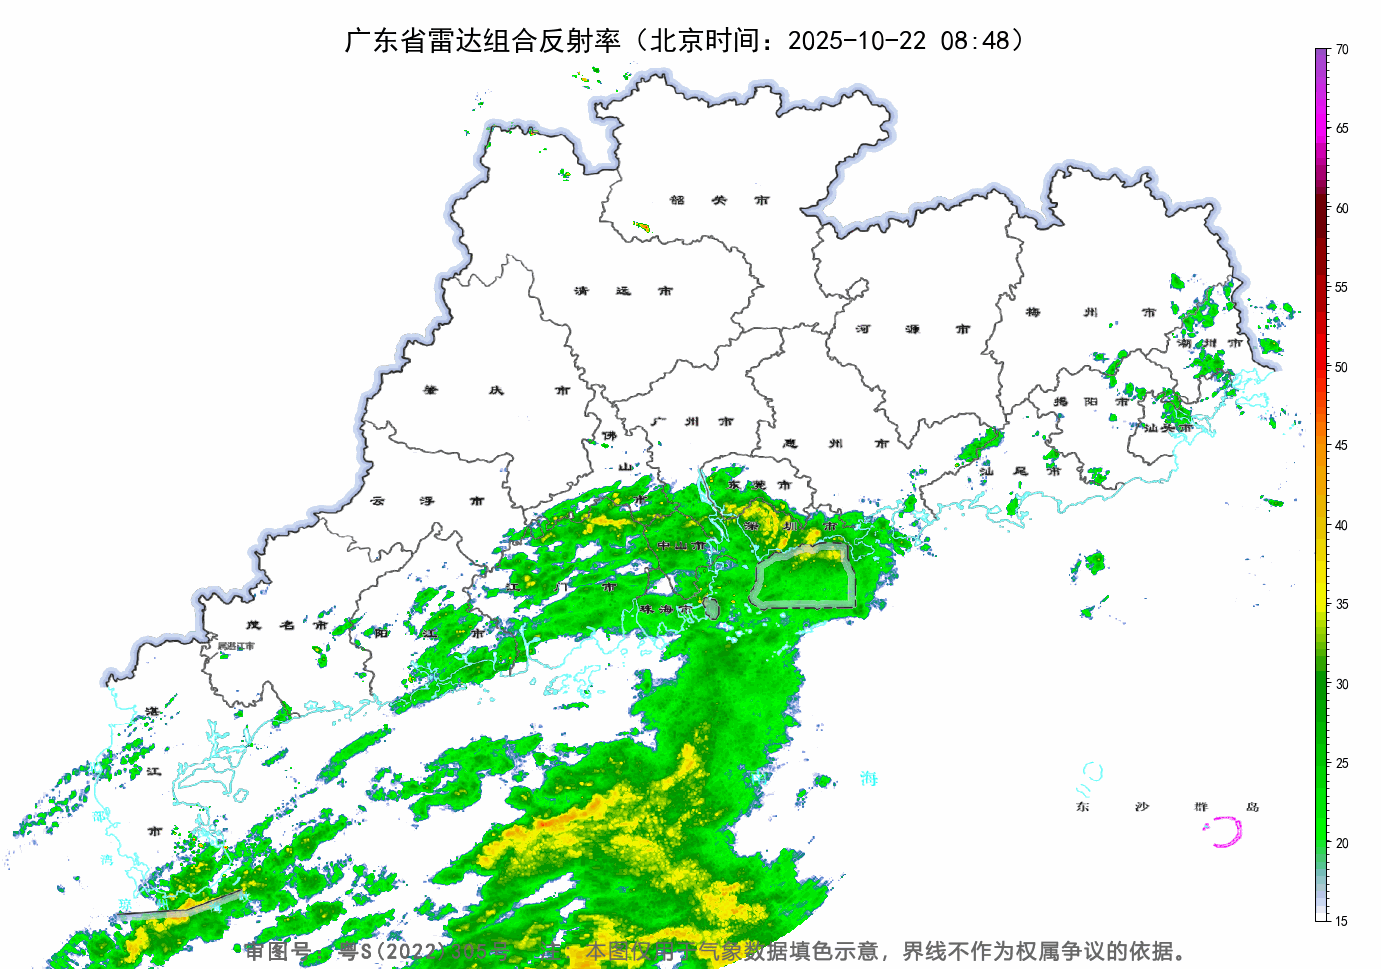 广东省雷达组合反射率（北京时间：2025-10-22 08:48）
70
65
60
55
50
45
40
35
30
25
20
15
韶关市
清远市
河源市
梅州市
潮州市
肇庆市
广州市
佛山市
惠州市
揭阳市
汕头市
汕尾市
云浮市
东莞市
深圳市
中山市
江门市
珠海市
茂名市
属湛江市
阳江市
湛江市
海
东沙群岛
审图号：粤S(2022)305号 注：本图仅用于气象数据填色示意，界线不作为权属争议的依据。